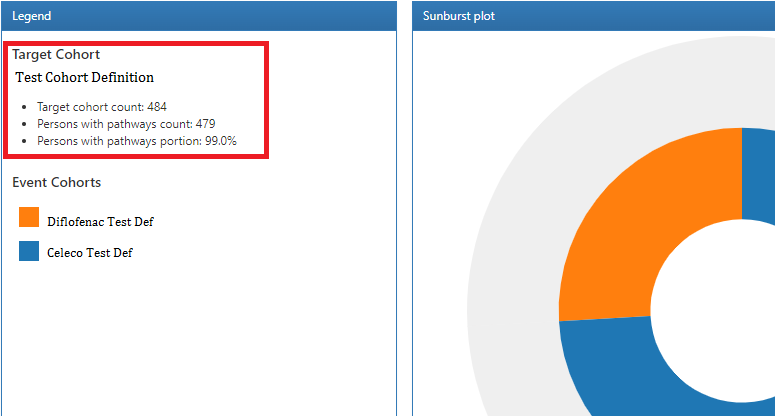 Legend
Target Cohort
Test Cohort Definition
• Target cohort count: 484
• Persons with pathways count: 479
• Persons with pathways portion: 99.0%
Event Cohorts
Diflofenac Test Def
Celeco Test Def
Sunburst plot